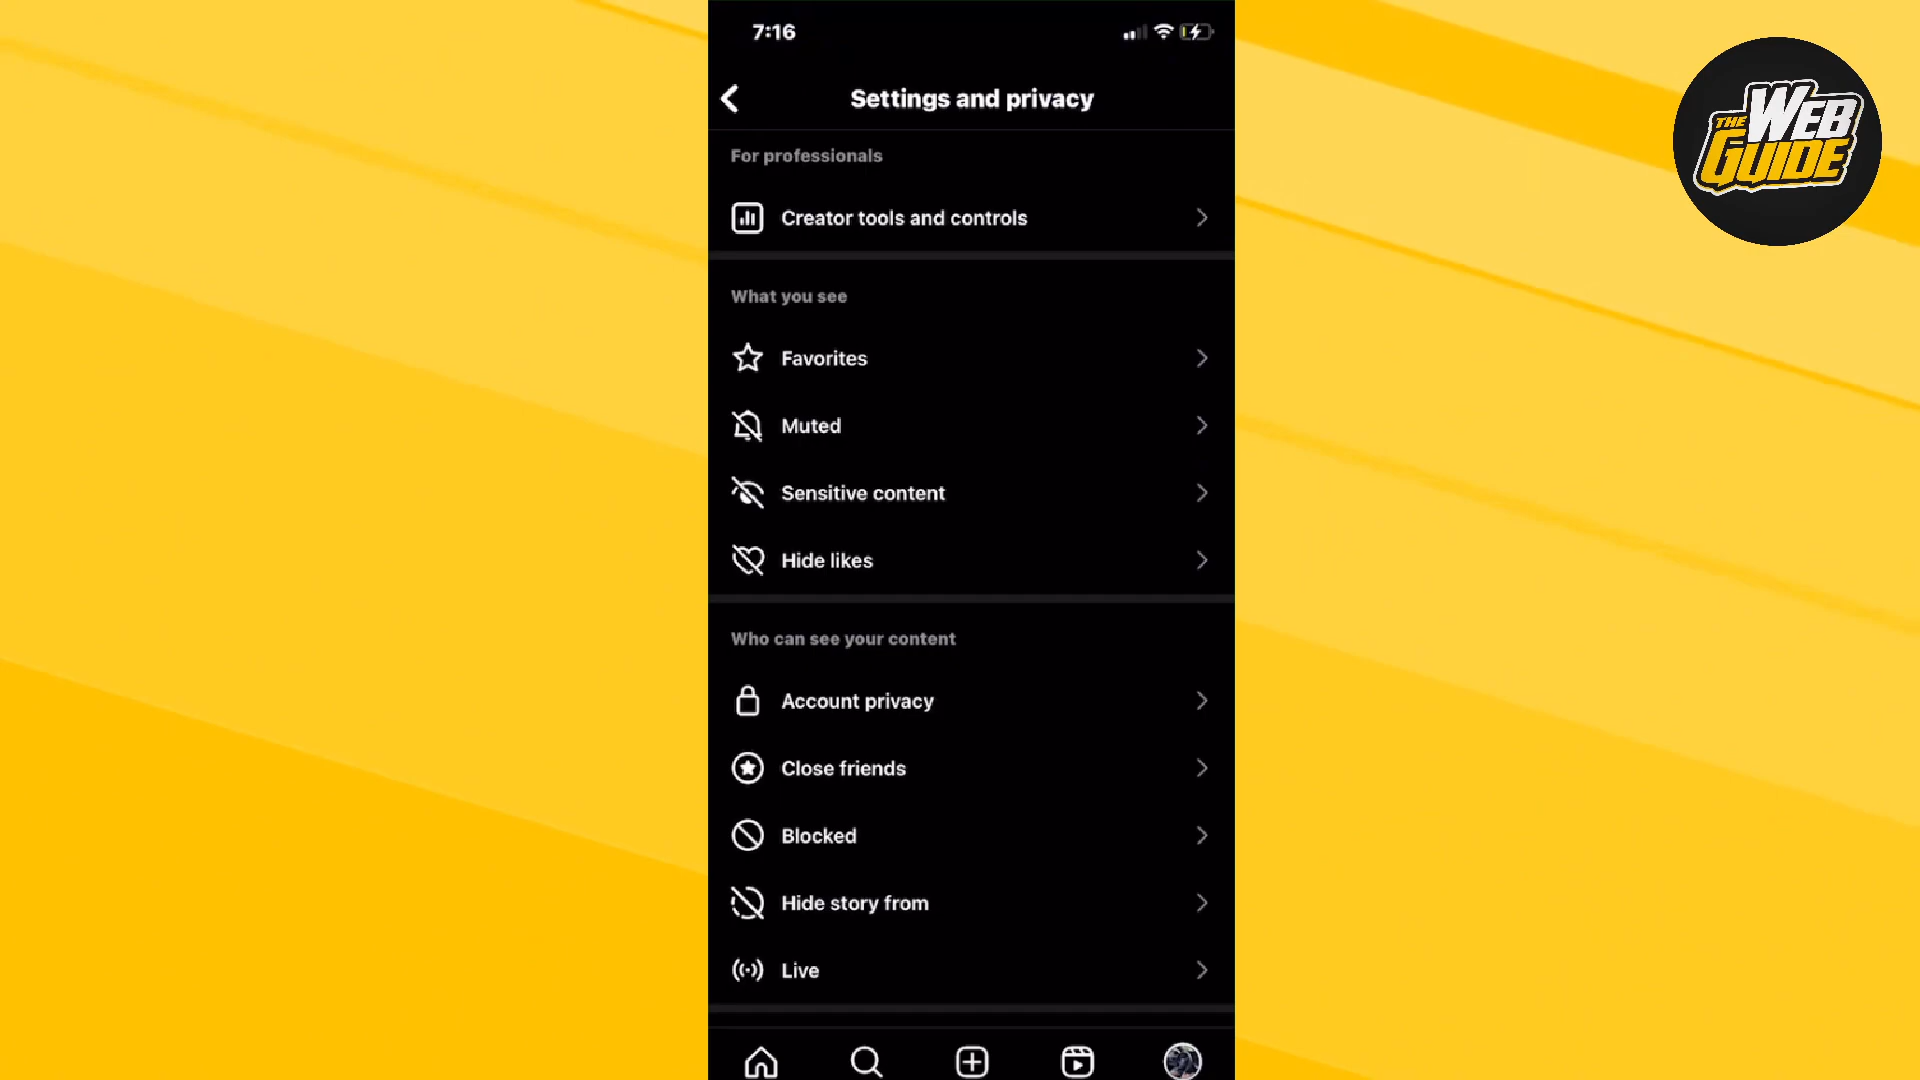 7:16
Settings and privacy
For professionals
Creator tools and controls
What you see
Favorites
Muted
Sensitive content
Hide likes
Who can see your content
Account privacy
Close friends
Blocked
Hide story from
Live
THE WEB
GUIDE